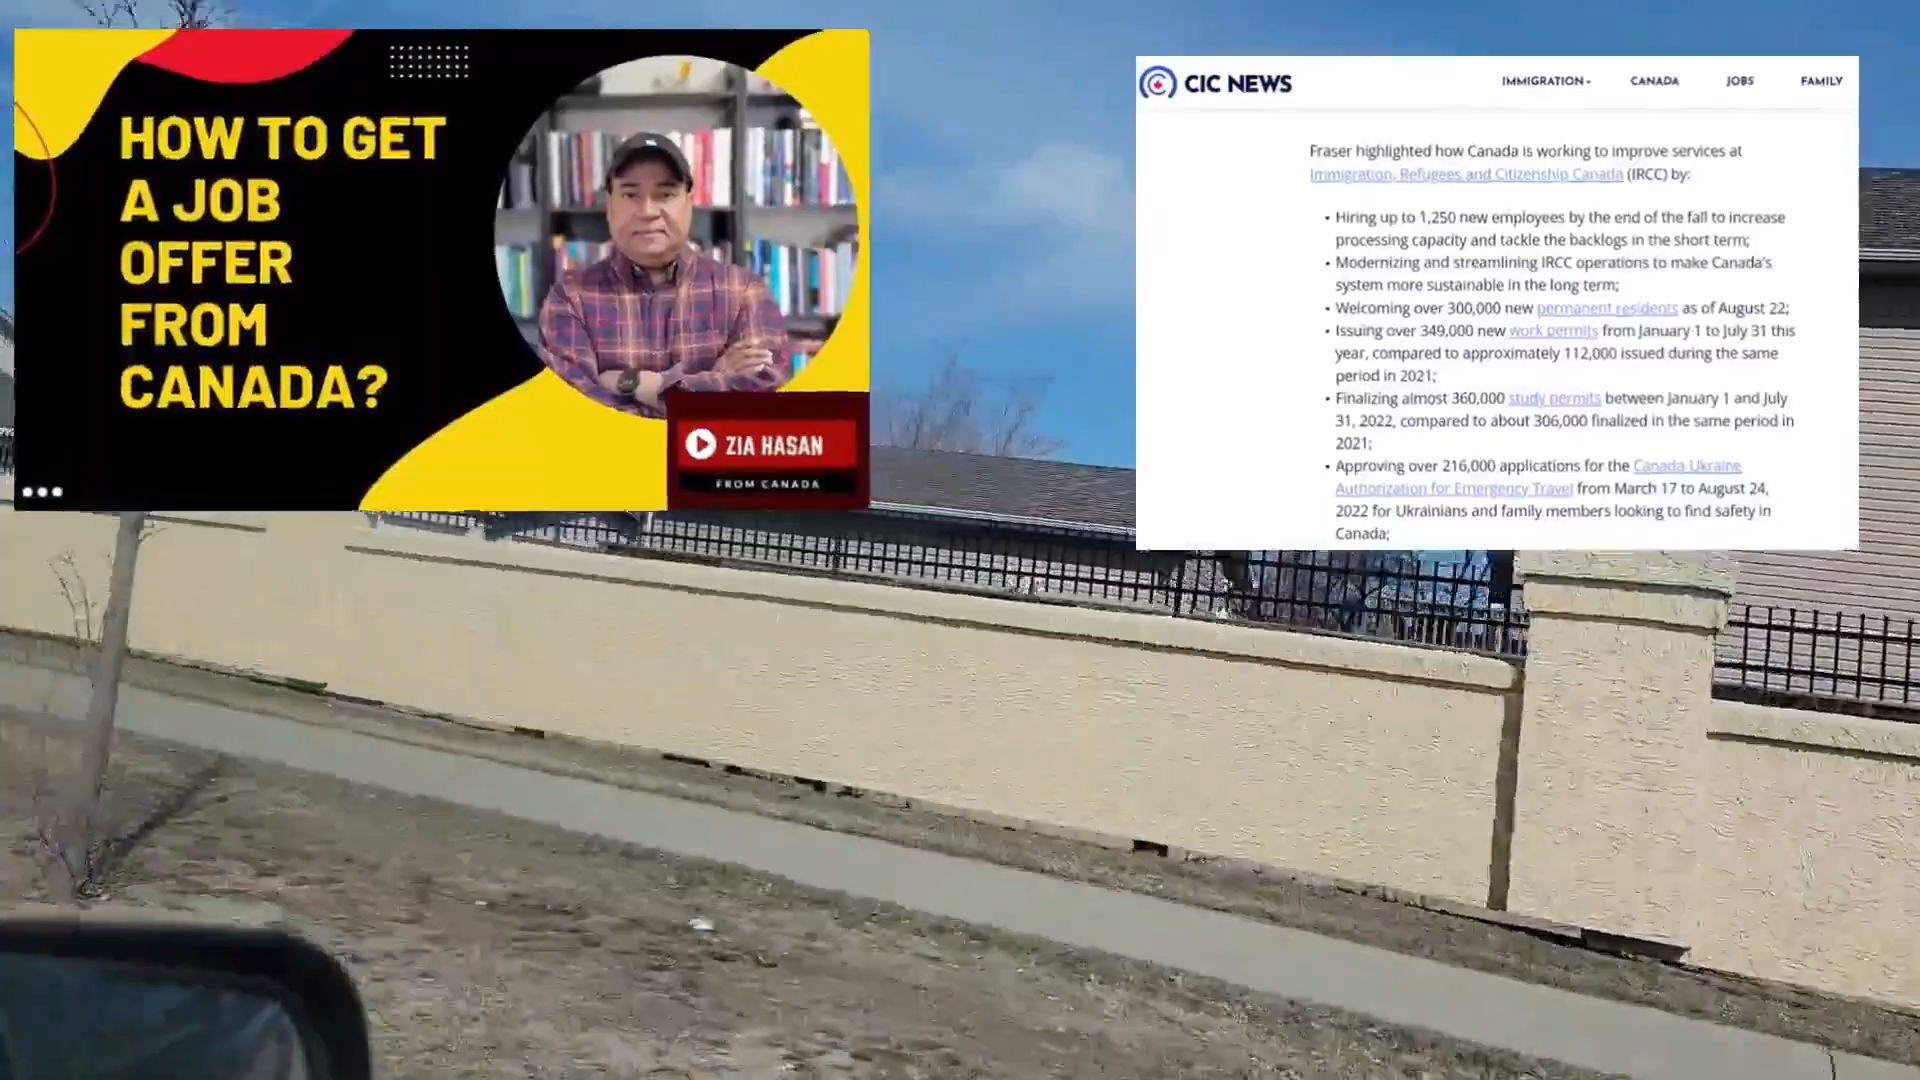 HOW TO GET
A JOB
OFFER
FROM
CANADA?
ZIA HASAN
FROM CANADA
CIC NEWS
IMMIGRATION
CANADA
JOBS
FAMILY
Fraser highlighted how Canada is working to improve services at
Immigration, Refugees and Citizenship Canada (IRCC) by:
• Hiring up to 1,250 new employees by the end of the fall to increase
processing capacity and tackle the backlogs in the short term;
• Modernizing and streamlining IRCC operations to make Canada's
system more sustainable in the long term;
• Welcoming over 300,000 new permanent residents as of August 22;
• Issuing over 349,000 new work permits from January 1 to July 31 this
year, compared to approximately 112,000 issued during the same
period in 2021;
• Finalizing almost 360,000 study permits between January 1 and July
31, 2022, compared to about 306,000 finalized in the same period in
2021;
• Approving over 216,000 applications for the Canada Ukraine
Authorization for Emergency Travel from March 17 to August 24,
2022 for Ukrainians and family members looking to find safety in
Canada;